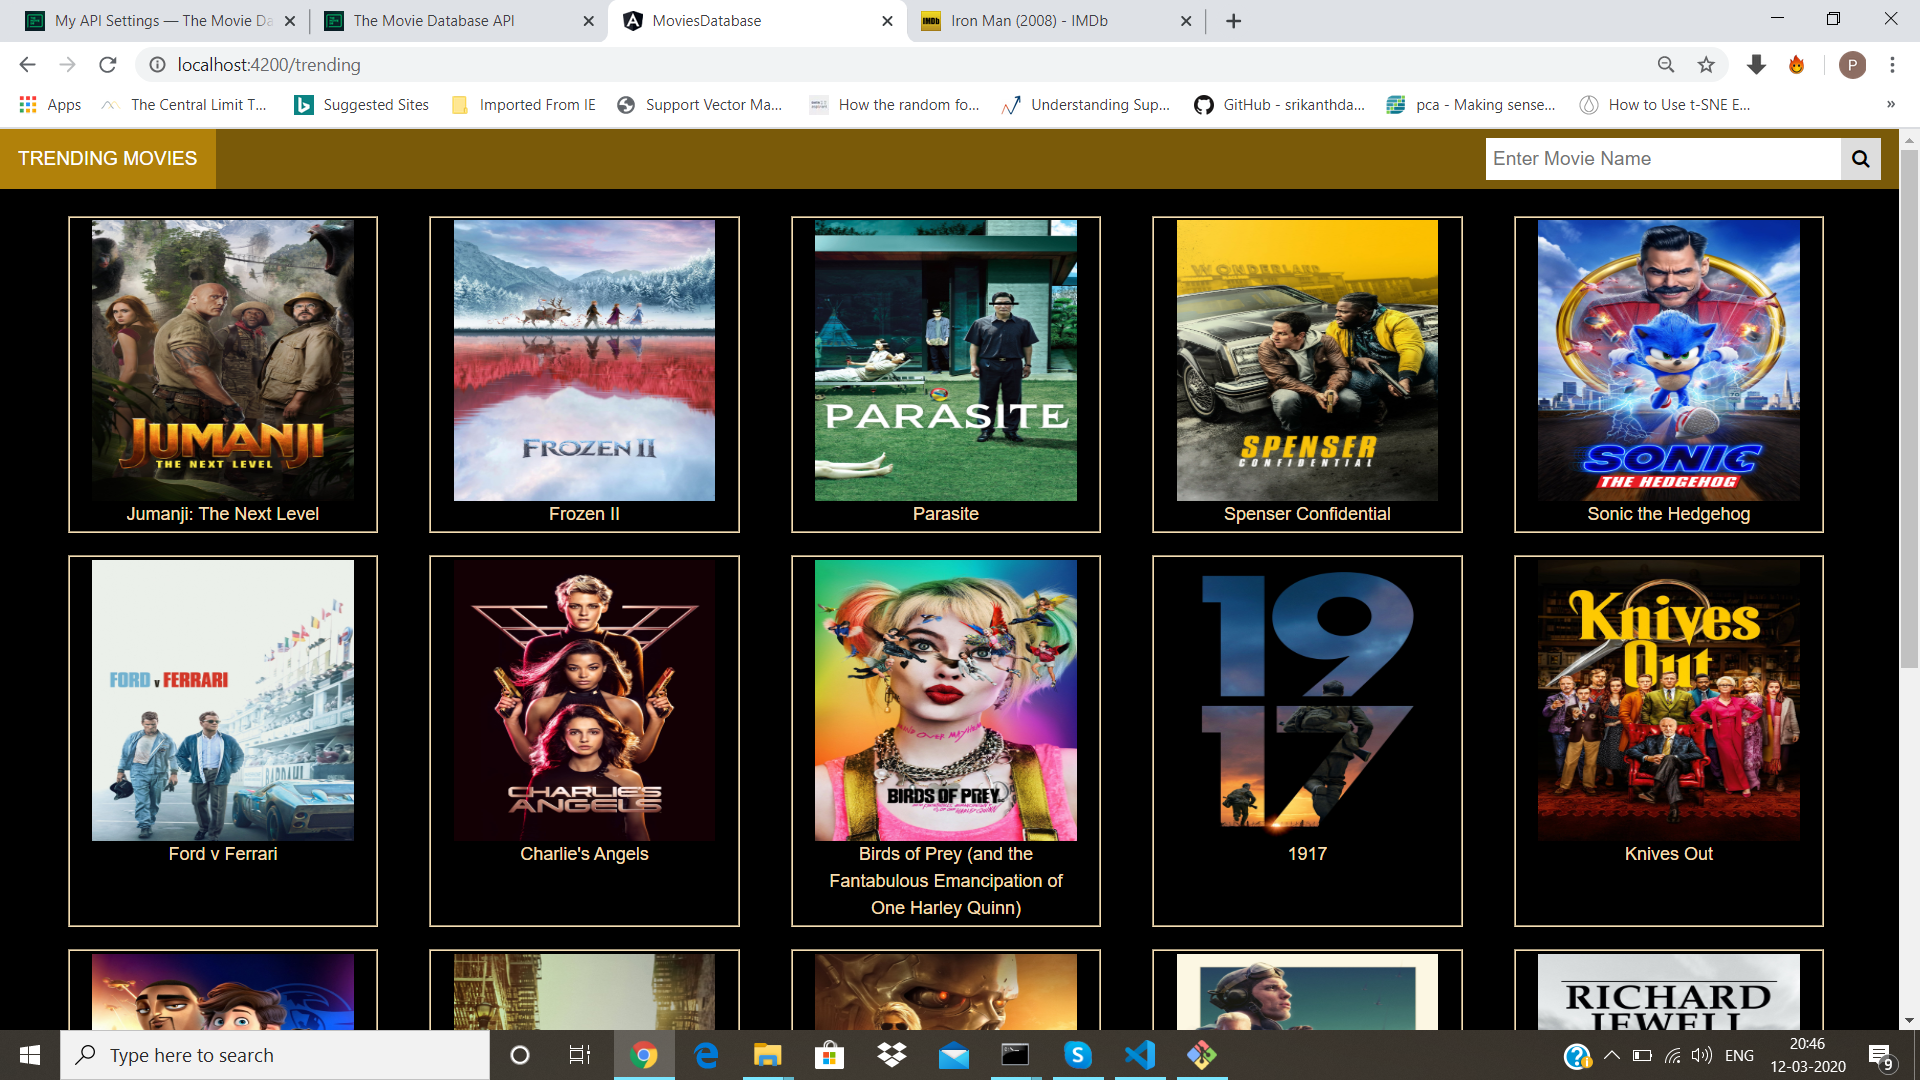 My API Settings — The Movie Da
The Movie Database API
MoviesDatabase
IMDb
Iron Man (2008) - IMDb
localhost:4200/trending
P
Apps
The Central Limit T...
Suggested Sites
Imported From IE
Support Vector Ma...
How the random fo...
Understanding Sup...
GitHub - srikanthda...
pca - Making sense...
How to Use t-SNE E...
»
TRENDING MOVIES
Enter Movie Name
JUMANJI
THE NEXT LEVEL
Jumanji: The Next Level
FROZEN II
Frozen II
PARASITE
Parasite
WONDERLAND
SPENSER
CONFIDENTIAL
Spenser Confidential
SONIC
THE HEDGEHOG
Sonic the Hedgehog
FORD v FERRARI
Ford v Ferrari
CHARLIE'S
ANGELS
Charlie's Angels
BIRDS OF PREY
Birds of Prey (and the
Fantabulous Emancipation of
One Harley Quinn)
19
17
1917
Knives
Out
Knives Out
RICHARD
JEWELL
Type here to search
ENG
20:46
12-03-2020
9